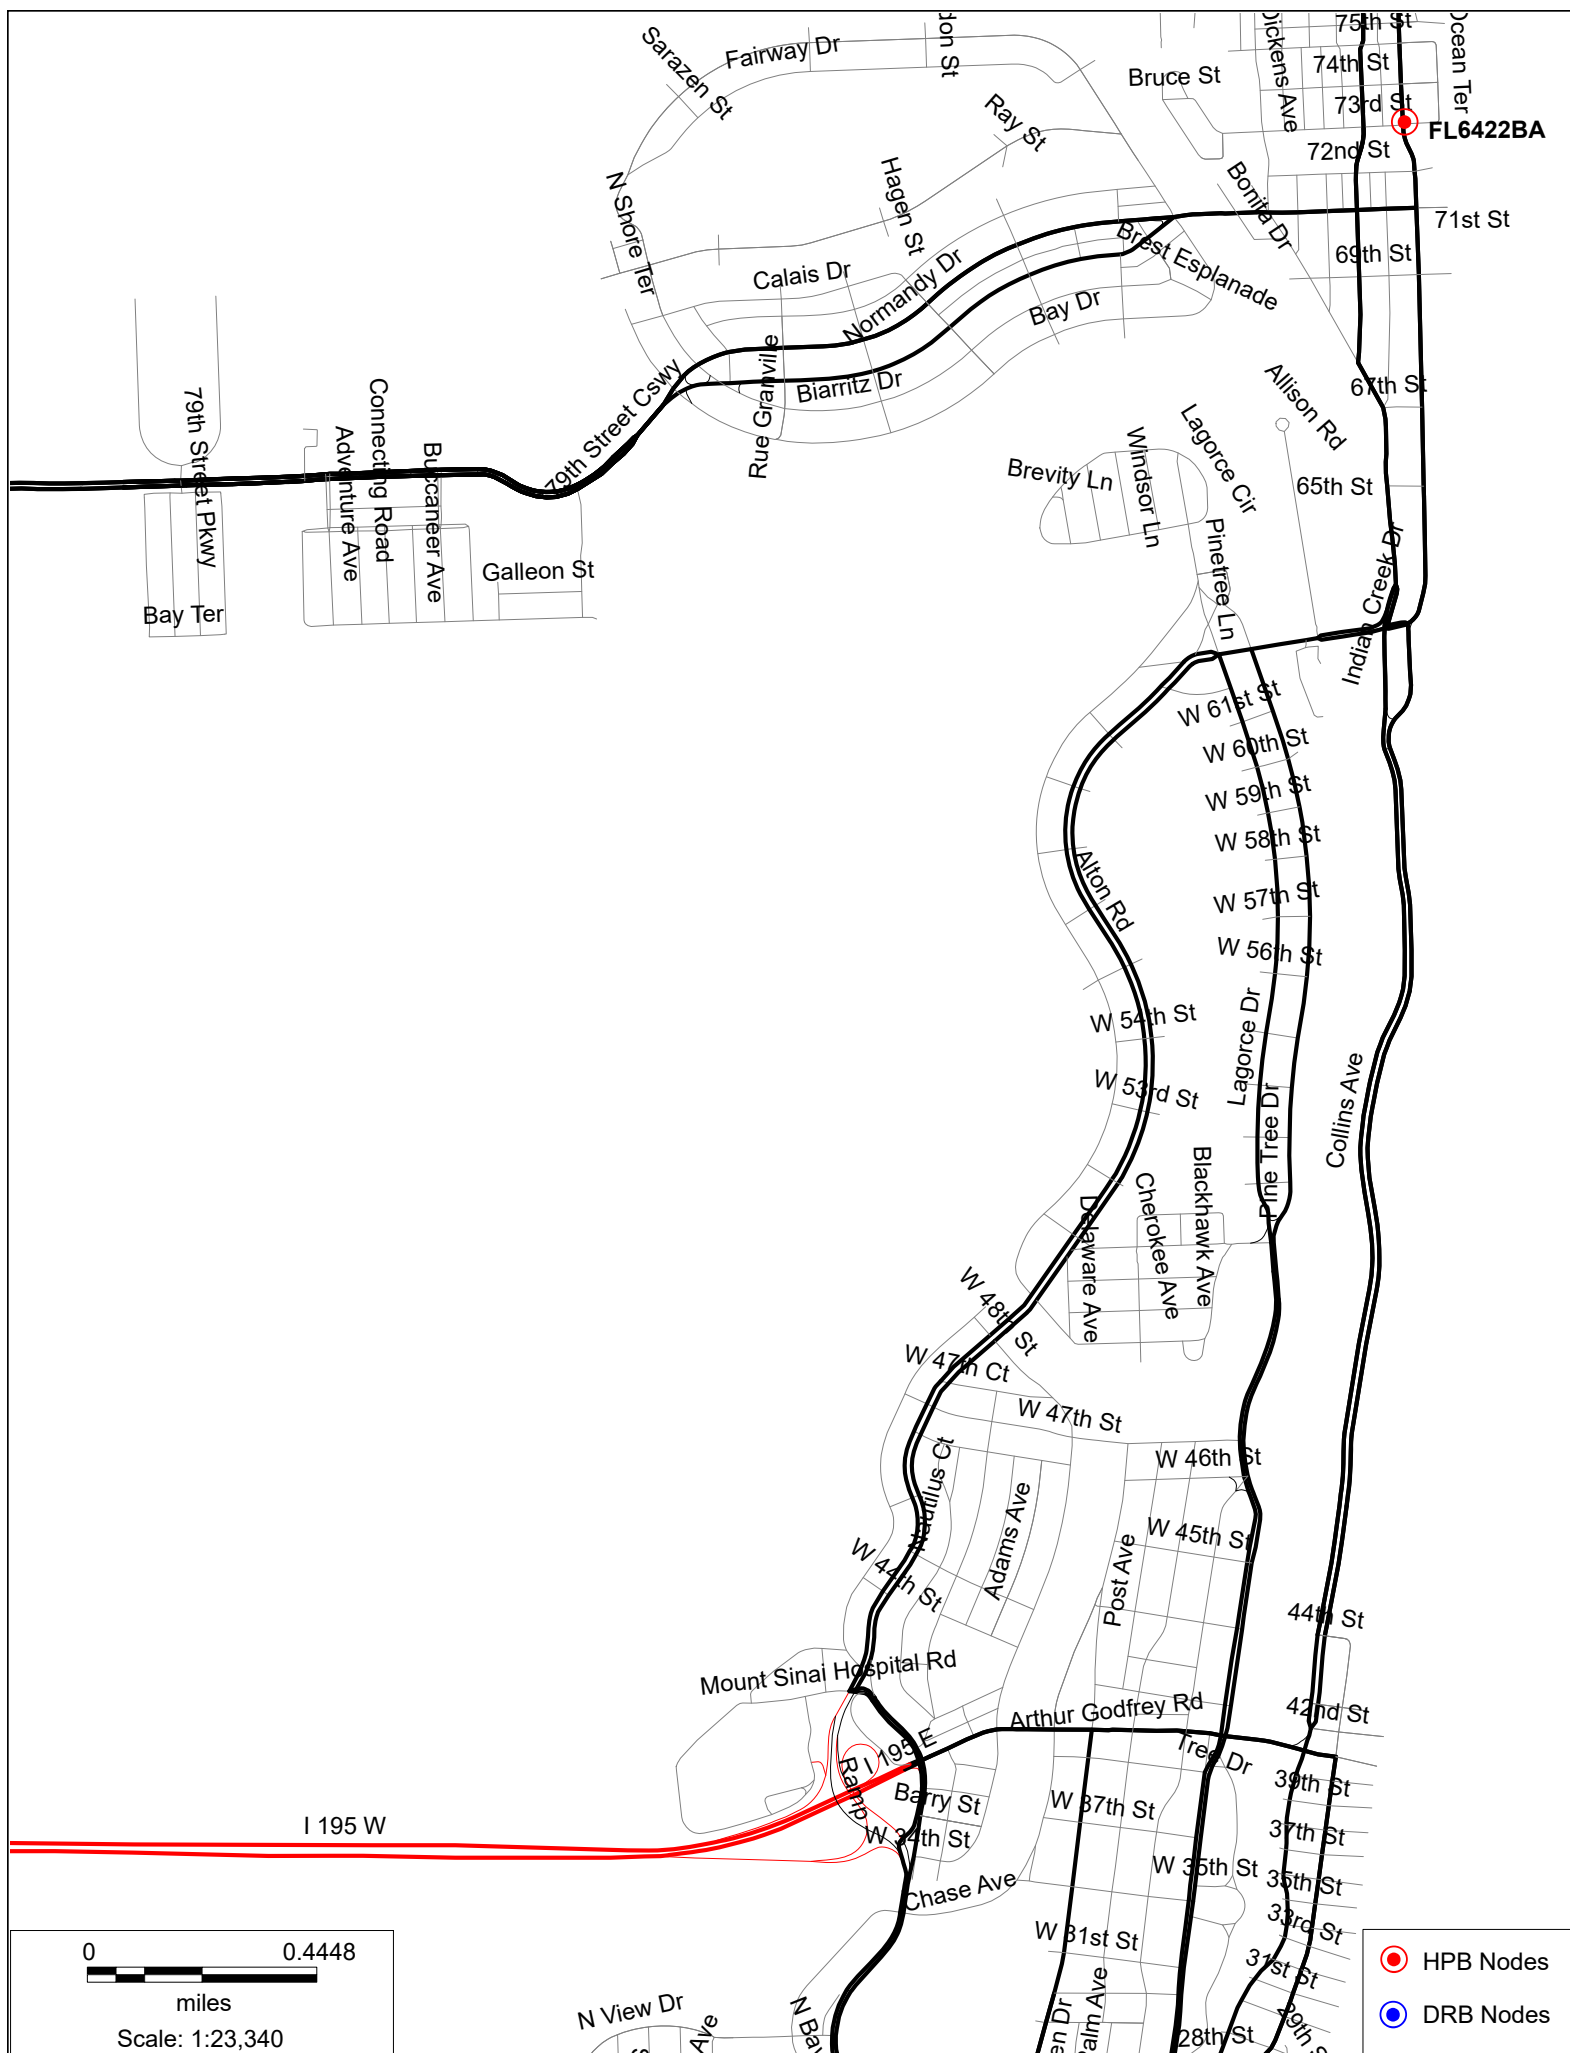 75th St
Ocean Ter
Dickens Ave
Fairway Dr
Sarazen St
74th St
Bruce St
73rd St
FL6422BA
Ray St
72nd St
N Shore Ter
Hagen St
Bonita Dr
71st St
Brest Esplanade
69th St
Calais Dr
Normandy Dr
Bay Dr
79th Street Cswy
Rue Granville
Biarritz Dr
67th St
Allison Rd
79th Street Pkwy
Connecting Road
Adventure Ave
Buccaneer Ave
Brevity Ln
Windsor Ln
Lagorce Cir
65th St
Pinetree Ln
Indian Creek Dr
Galleon St
Bay Ter
W 61st St
W 60th St
W 59th St
W 58th St
Alton Rd
W 57th St
W 56th St
W 54th St
Lagorce Dr
W 53rd St
Pine Tree Dr
Collins Ave
Delaware Ave
Cherokee Ave
Blackhawk Ave
W 48th St
W 47th Ct
W 47th St
W 46th St
Nautilus Ct
Adams Ave
W 45th St
Post Ave
W 44th St
44th St
Mount Sinai Hospital Rd
Arthur Godfrey Rd
42nd St
I 195 E
Tree Dr
Ramp
39th St
Barry St
W 37th St
I 195 W
37th St
W 34th St
W 35th St
35th St
Chase Ave
33rd St
W 31st St
31st St
N View Dr
Ave
N Bay
en Dr
Palm Ave
28th St
29th S
0 0.4448
miles
Scale: 1:23,340
HPB Nodes
DRB Nodes